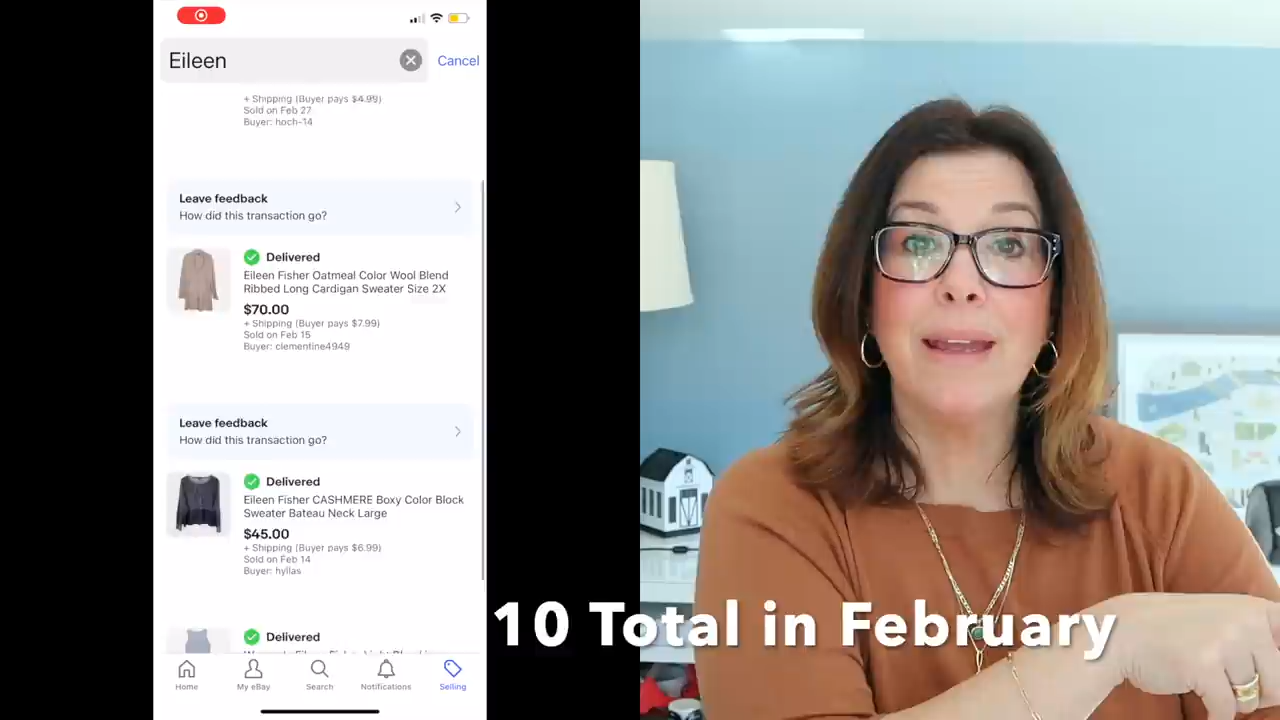 Eileen
Cancel
+ Shipping (Buyer pays $4.99)
Sold on Feb 27
Buyer: hoch-14
Leave feedback
How did this transaction go?
Delivered
Eileen Fisher Oatmeal Color Wool Blend
Ribbed Long Cardigan Sweater Size 2X
$70.00
+ Shipping (Buyer pays $7.99)
Sold on Feb 15
Buyer: clementine4949
Leave feedback
How did this transaction go?
Delivered
Eileen Fisher CASHMERE Boxy Color Block
Sweater Bateau Neck Large
$45.00
+ Shipping (Buyer pays $6.99)
Sold on Feb 14
Buyer: hyllas
Delivered
Home
My eBay
Search
Notifications
Selling
10 Total in February